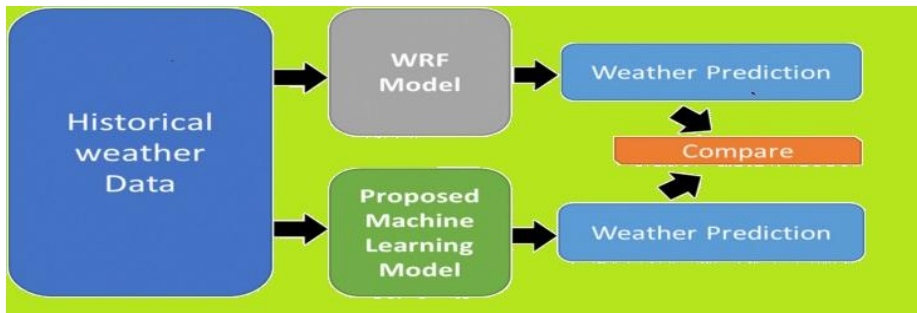 Historical
weather
Data
WRF
Model
Weather Prediction
Compare
Proposed
Machine
Learning
Model
Weather Prediction